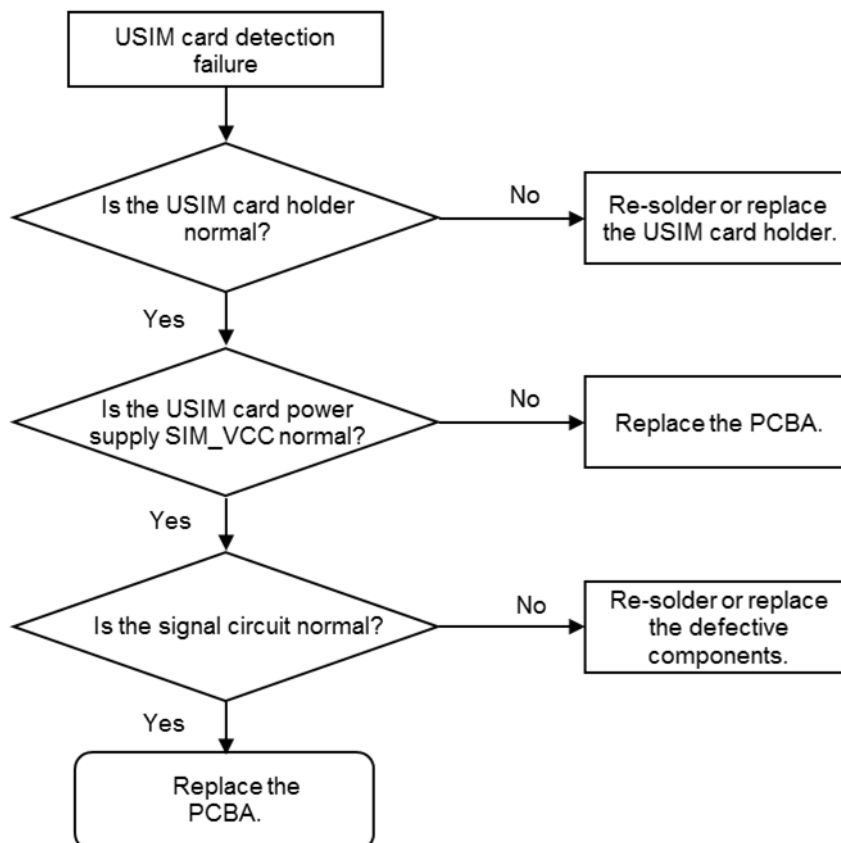 USIM card detection
failure
Is the USIM card holder
normal?
No
Re-solder or replace
the USIM card holder.
Yes
Is the USIM card power
supply SIM_VCC normal?
No
Replace the PCBA.
Yes
Is the signal circuit normal?
No
Re-solder or replace
the defective
components.
Yes
Replace the
PCBA.